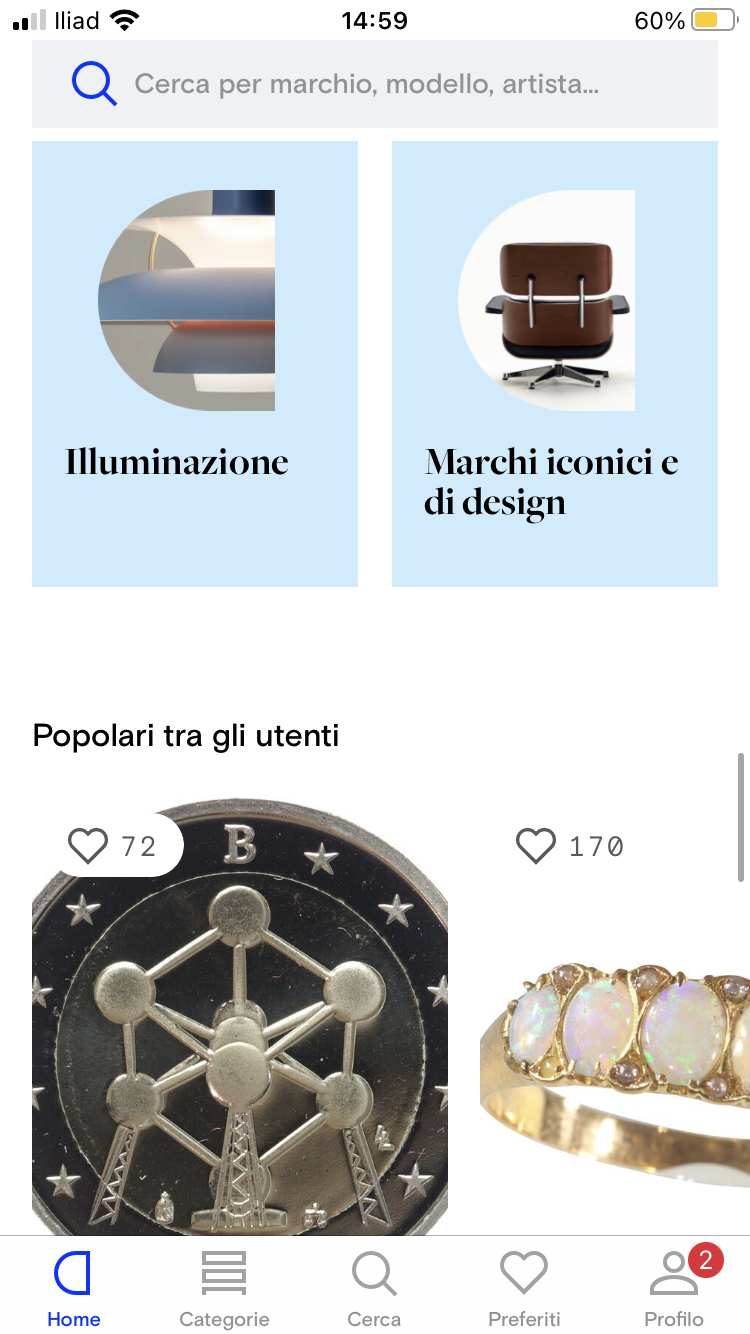 Iliad 14:59 60%
Cerca per marchio, modello, artista...
Illuminazione
Marchi iconici e
di design
Popolari tra gli utenti
72
170
B
2
Home Categorie Cerca Preferiti Profilo